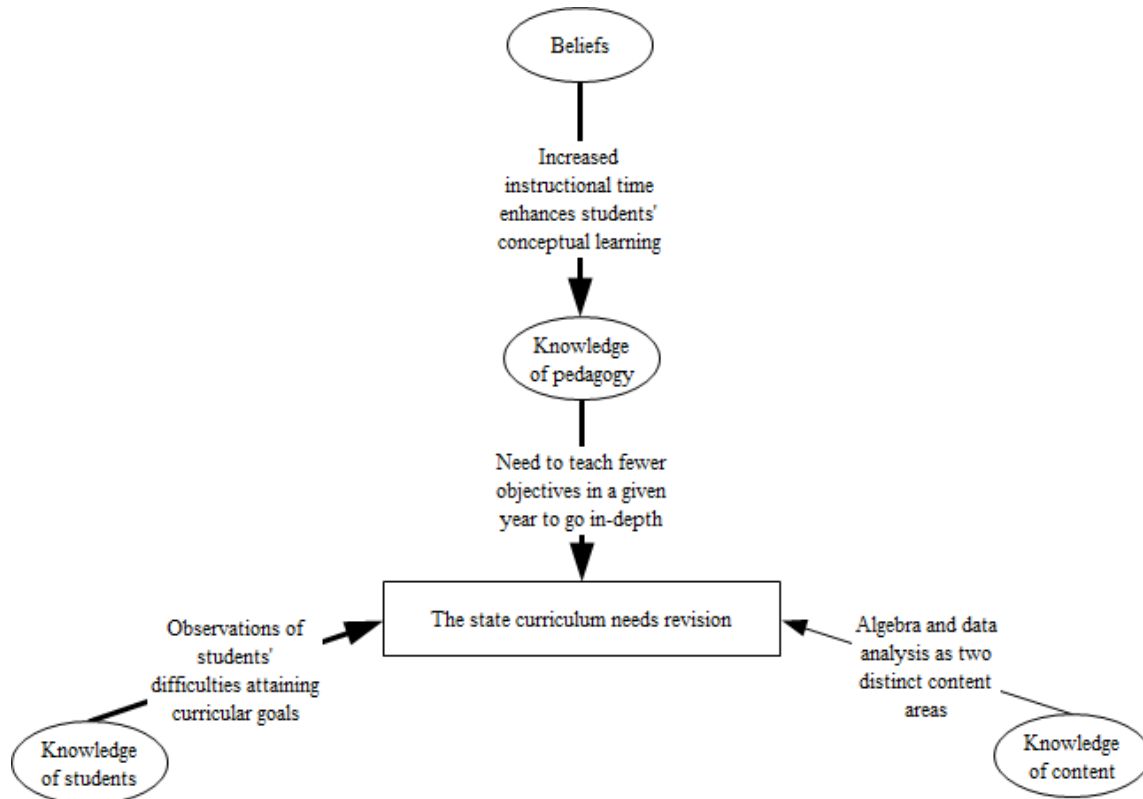 Beliefs
Increased
instructional time
enhances students'
conceptual learning
Knowledge
of pedagogy
Need to teach fewer
objectives in a given
year to go in-depth
The state curriculum needs revision
Observations of
students'
difficulties attaining
curricular goals
Algebra and data
analysis as two
distinct content
areas
Knowledge
of students
Knowledge
of content